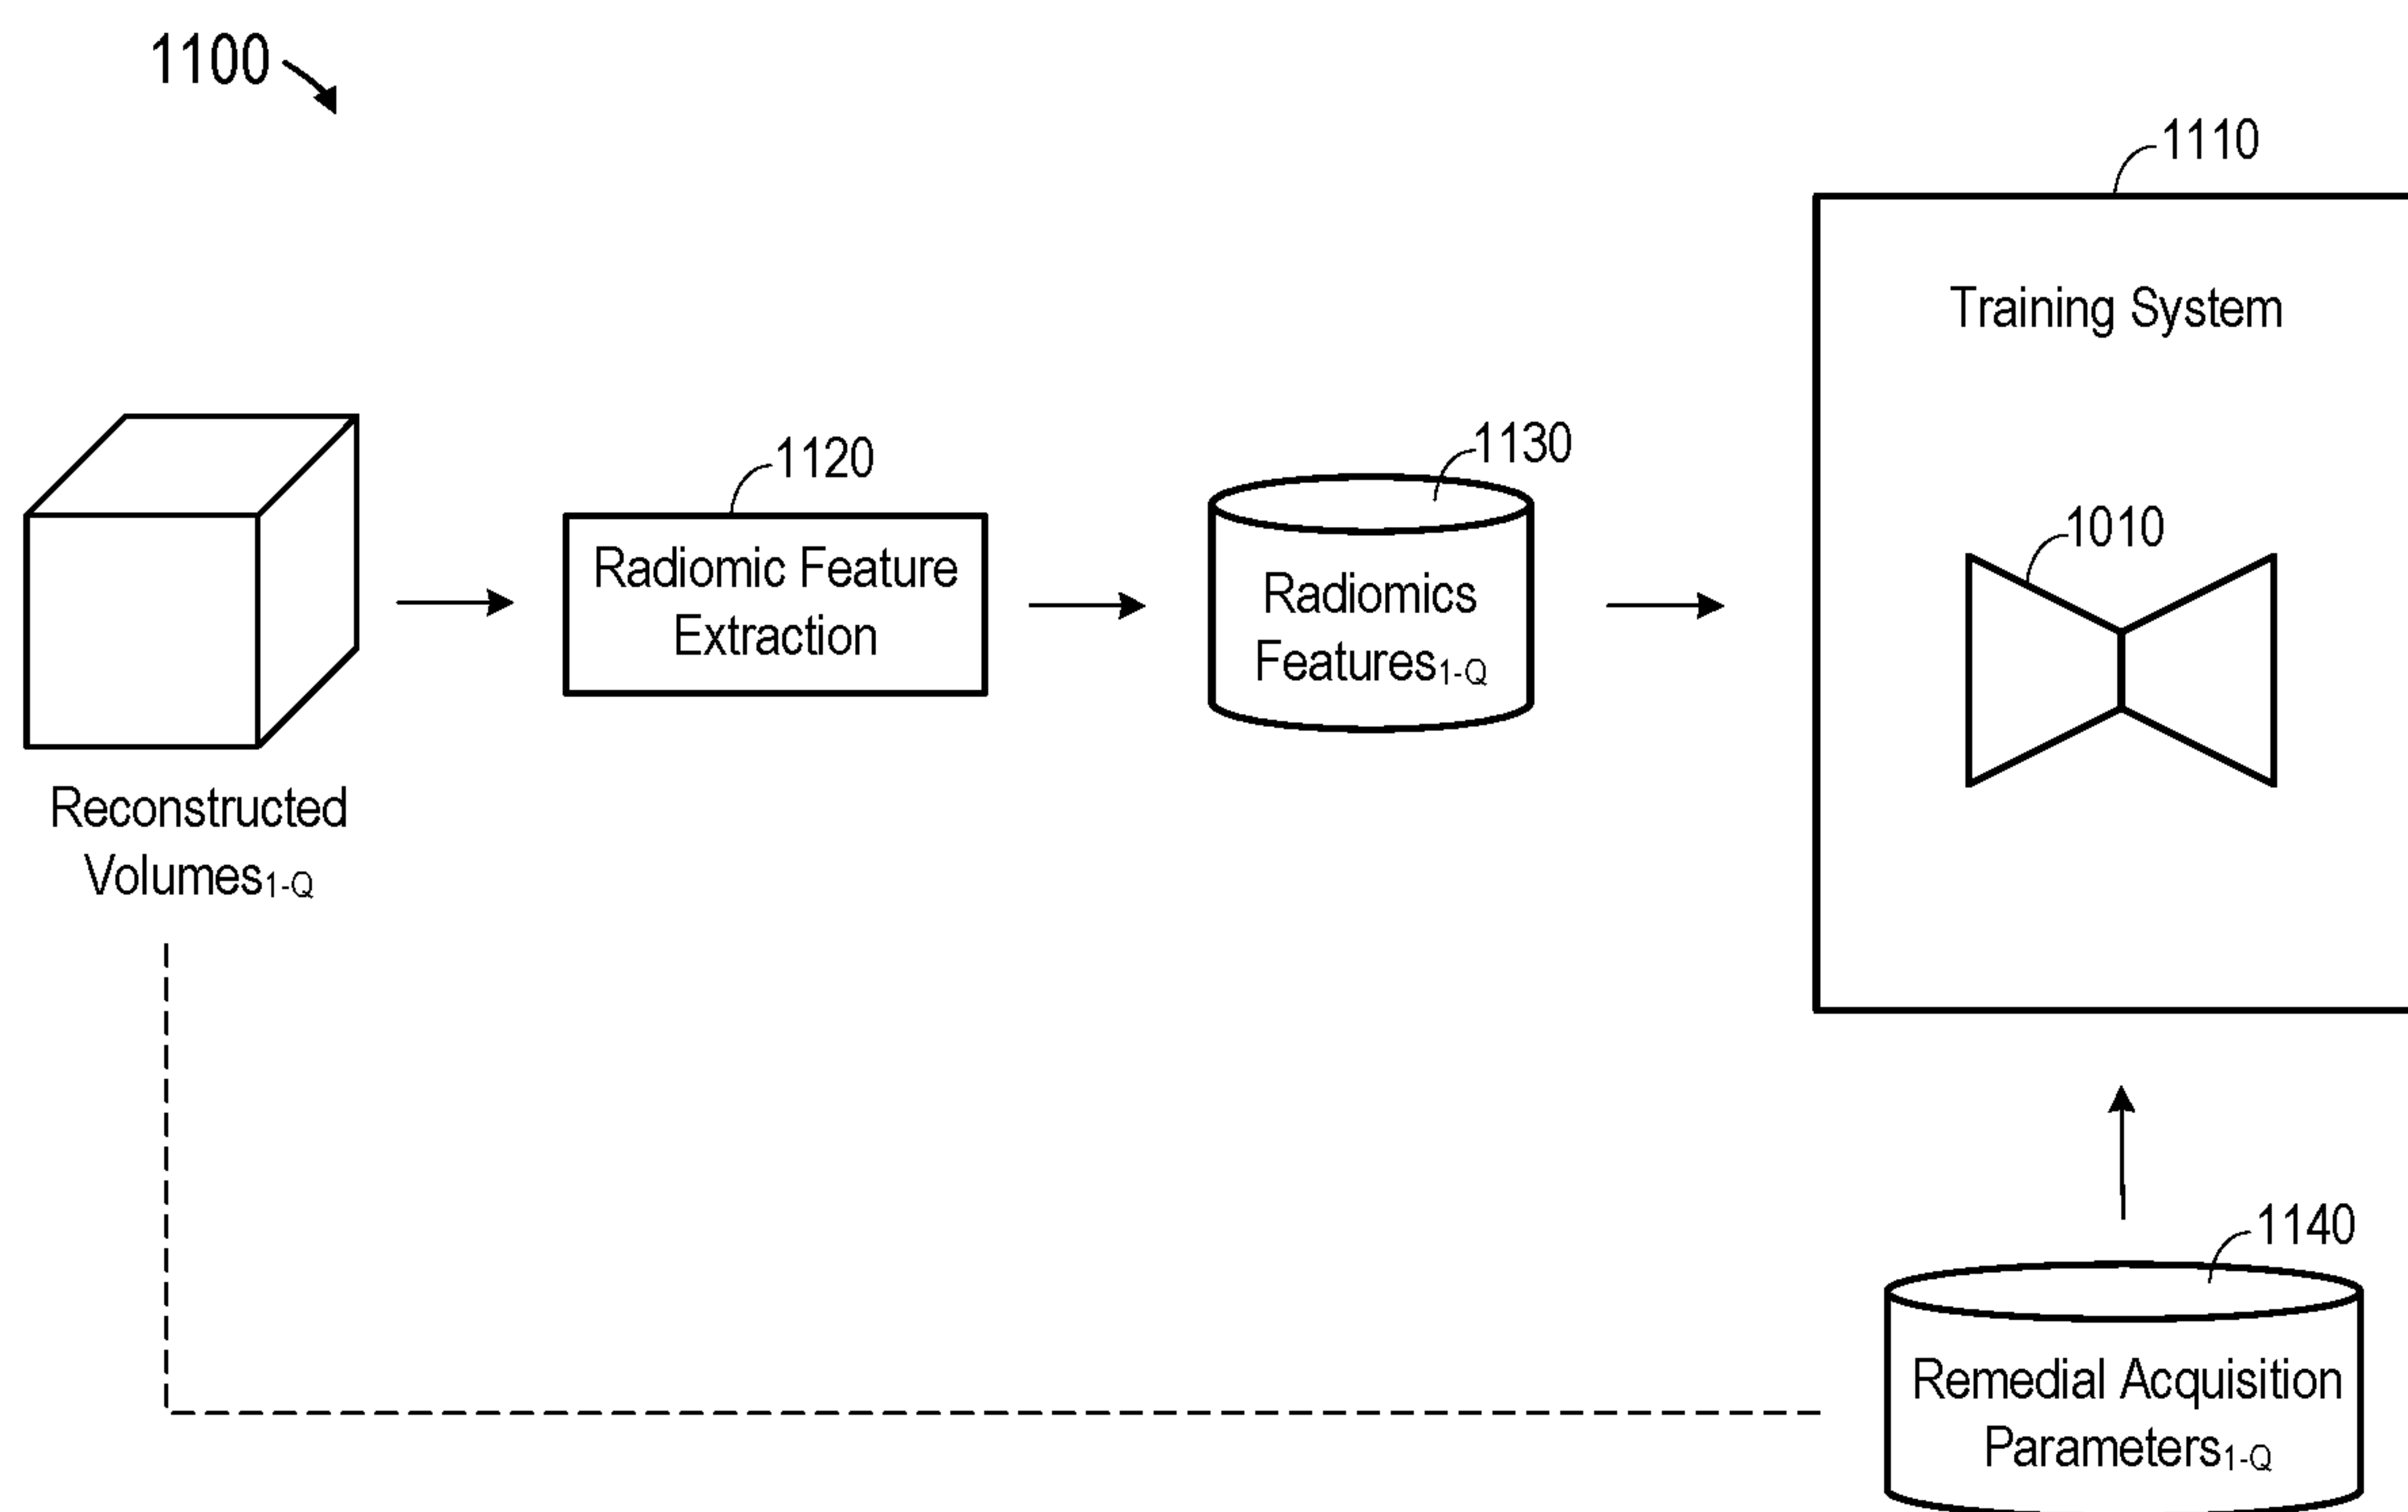 1100
1110
Training System
1120
1130
Radiomic Feature
Extraction
Radiomics
Features1-Q
1010
Reconstructed
Volumes1-Q
1140
Remedial Acquisition
Parameters1-Q